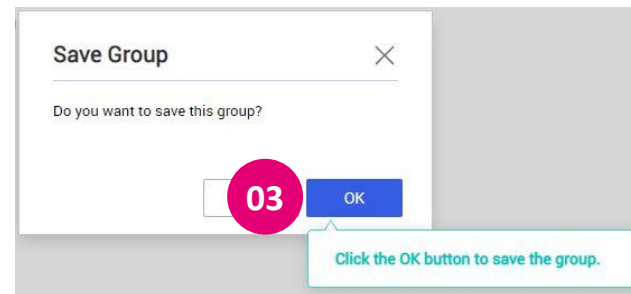 Save Group
Do you want to save this group?
03
OK
Click the OK button to save the group.